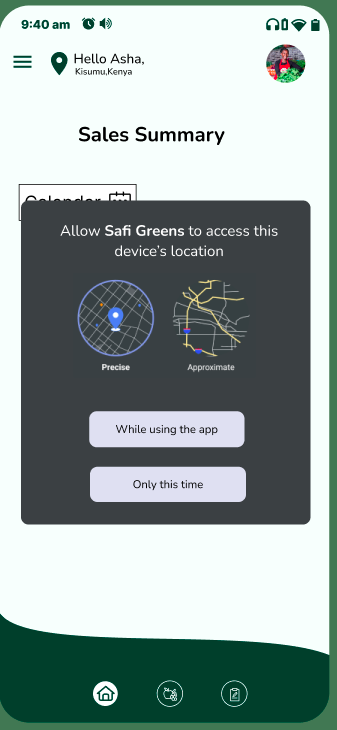 9:40 am
Hello Asha,
Kisumu,Kenya
Sales Summary
Calendar
Allow Safi Greens to access this
device's location
Precise
Approximate
While using the app
Only this time